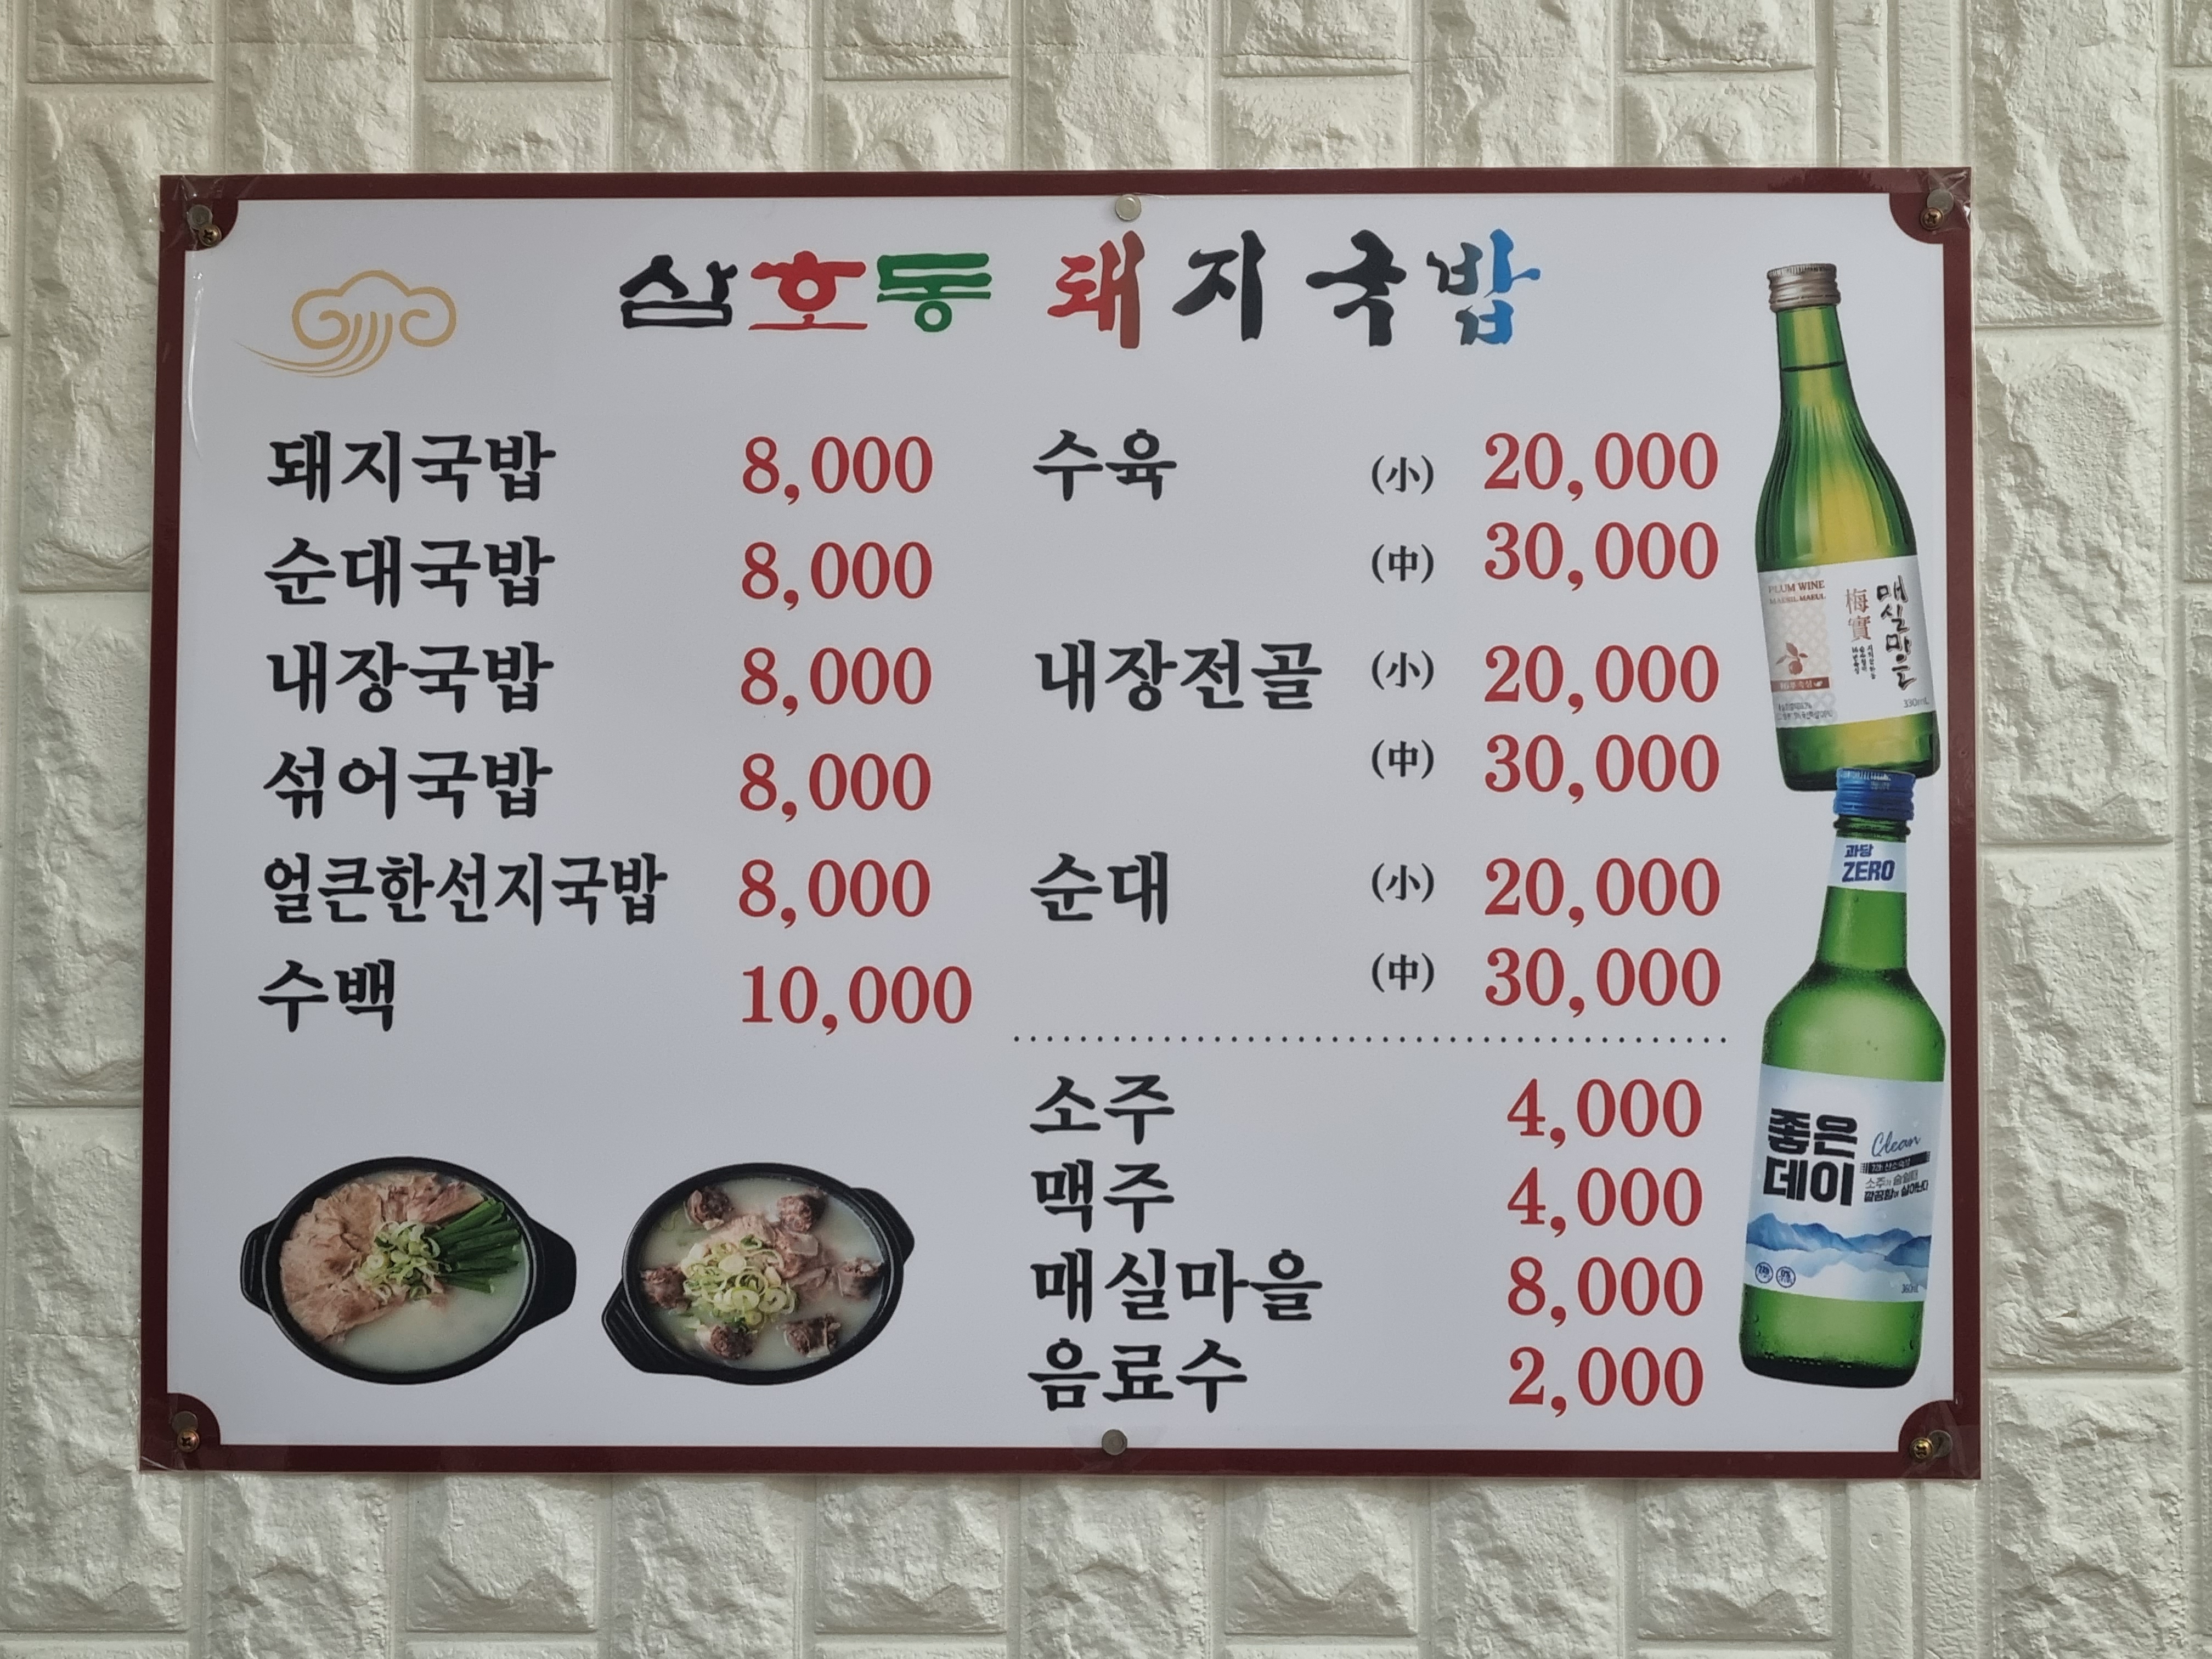 삼호동 돼지국밥
돼지국밥 8,000
순대국밥 8,000
내장국밥 8,000
섞어국밥 8,000
얼큰한선지국밥 8,000
수백 10,000
수육 (小) 20,000
(中) 30,000
내장전골 (小) 20,000
(中) 30,000
순대 (小) 20,000
(中) 30,000
소주 4,000
맥주 4,000
매실마을 8,000
음료수 2,000
PLUM WINE
MAESIL MAEUL
梅實
매실마을
330mL
과당
ZERO
좋은
데이
Clean
360mL